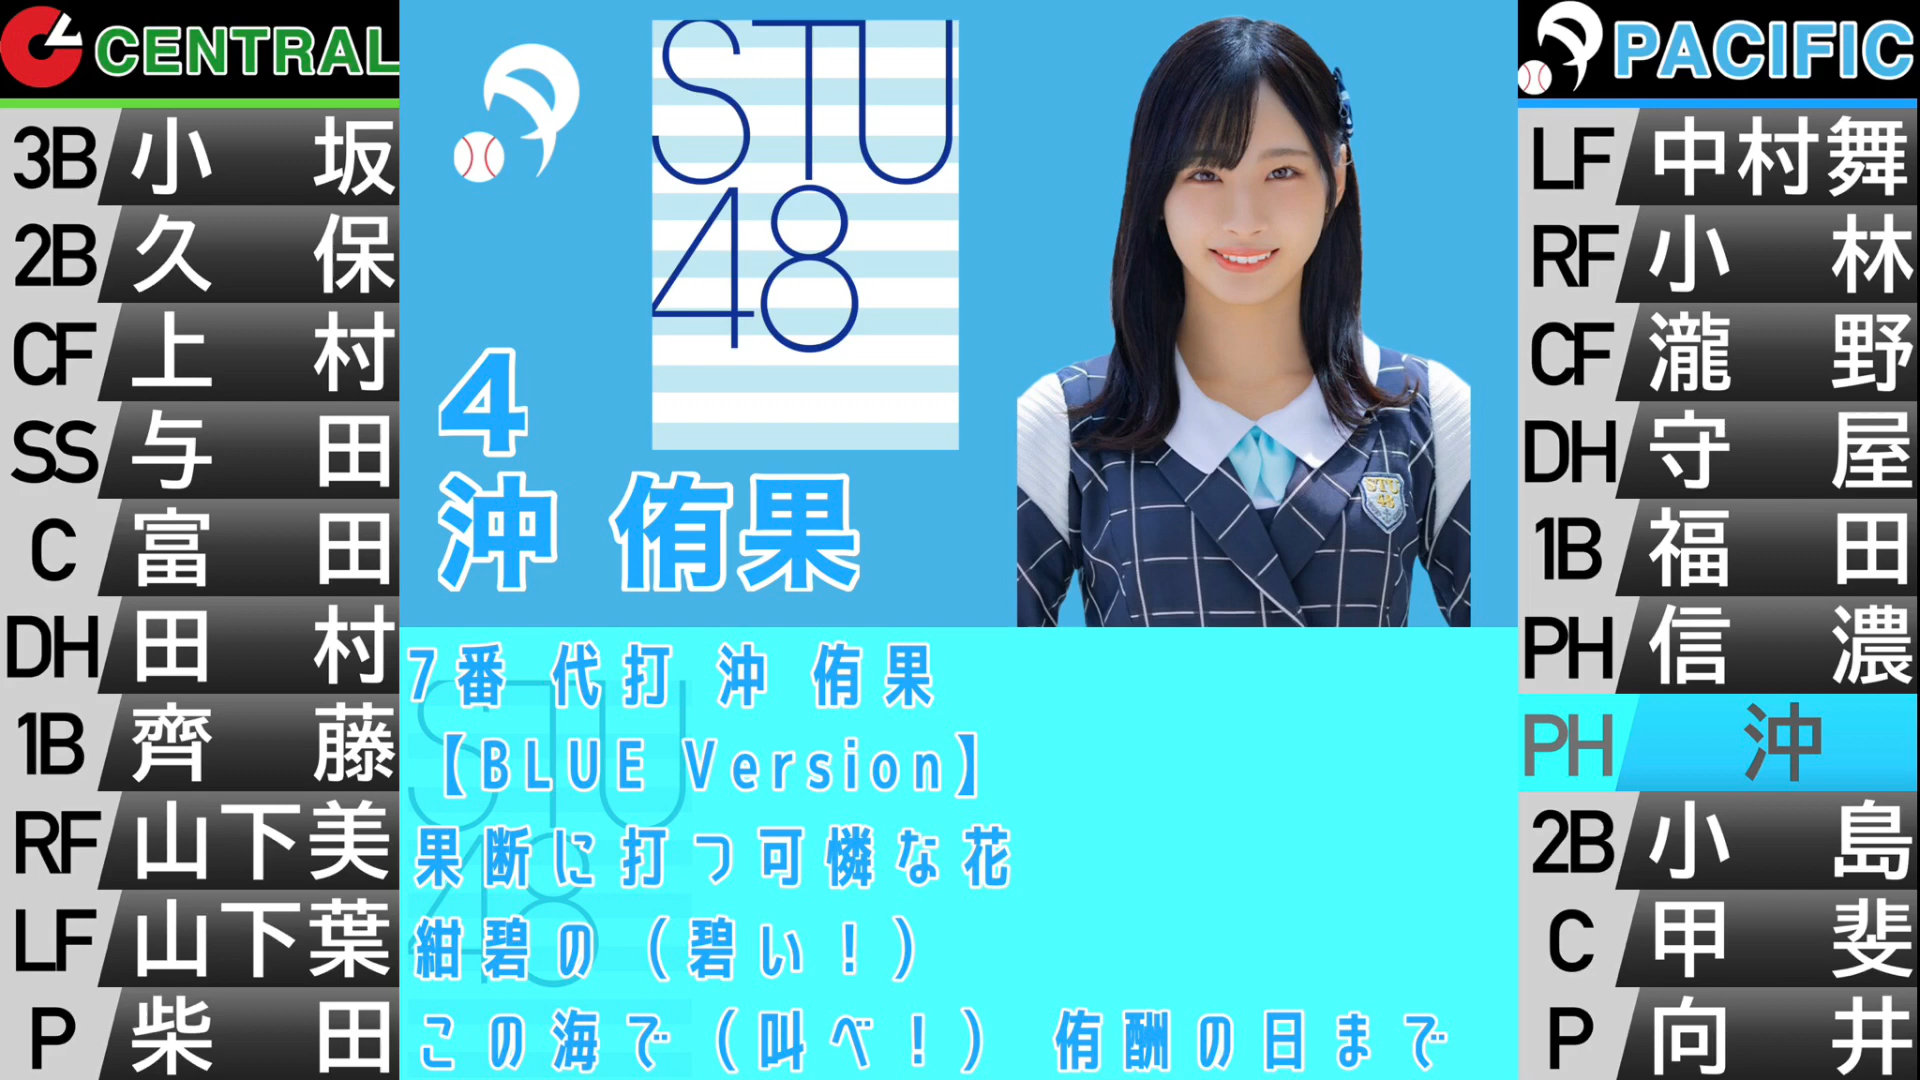 CENTRAL
3B 小坂
2B 久保
CF 上村
SS 与田
C 富田
DH 田村
1B 齊藤
RF 山下美
LF 山下葉
P 柴田
STU
48
4
沖 侑果
STU
48
7番 代打 沖 侑果
【BLUE Version】
果断に打つ可憐な花
紺碧の（碧い！）
この海で（叫べ！） 侑酬の日まで
STU
48
PACIFIC
LF 中村舞
RF 小林
CF 瀧野
DH 守屋
1B 福田
PH 信濃
PH 沖
2B 小島
C 甲斐
P 向井